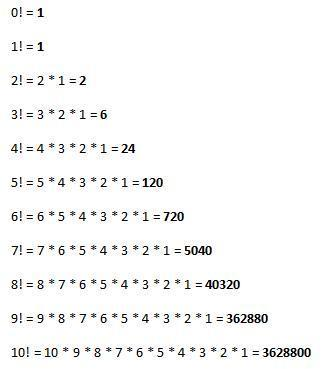 0! = 1
1! = 1
2! = 2 * 1 = 2
3! = 3 * 2 * 1 = 6
4! = 4 * 3 * 2 * 1 = 24
5! = 5 * 4 * 3 * 2 * 1 = 120
6! = 6 * 5 * 4 * 3 * 2 * 1 = 720
7! = 7 * 6 * 5 * 4 * 3 * 2 * 1 = 5040
8! = 8 * 7 * 6 * 5 * 4 * 3 * 2 * 1 = 40320
9! = 9 * 8 * 7 * 6 * 5 * 4 * 3 * 2 * 1 = 362880
10! = 10 * 9 * 8 * 7 * 6 * 5 * 4 * 3 * 2 * 1 = 3628800